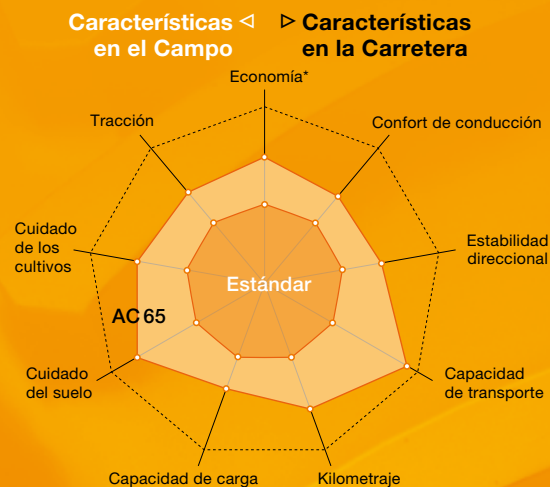 Características ◁
en el Campo
▷ Características
en la Carretera
Economía*
Tracción
Confort de conducción
Cuidado
de los
cultivos
Estabilidad
direccional
Estándar
AC 65
Cuidado
del suelo
Capacidad
de transporte
Capacidad de carga
Kilometraje